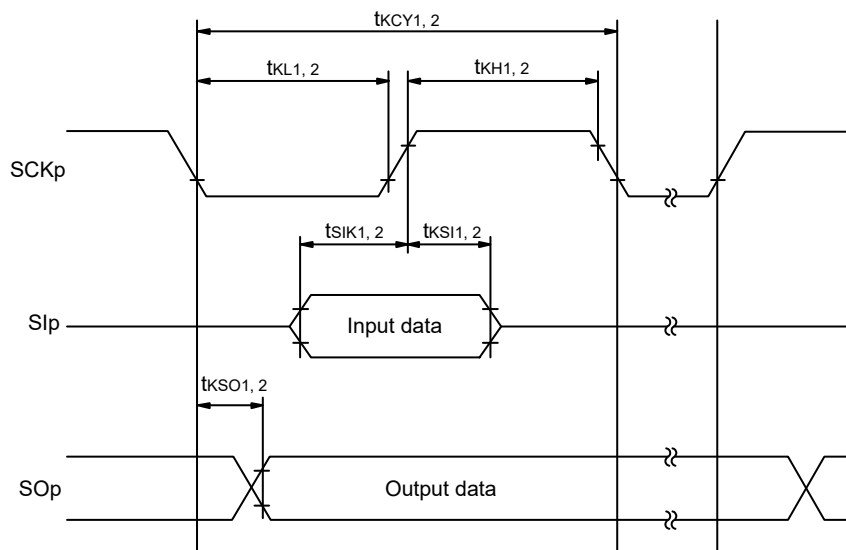 tKCY1, 2
tKL1, 2
tKH1, 2
SCKp
tSIK1, 2
tKSI1, 2
SIp
Input data
tKSO1, 2
SOp
Output data